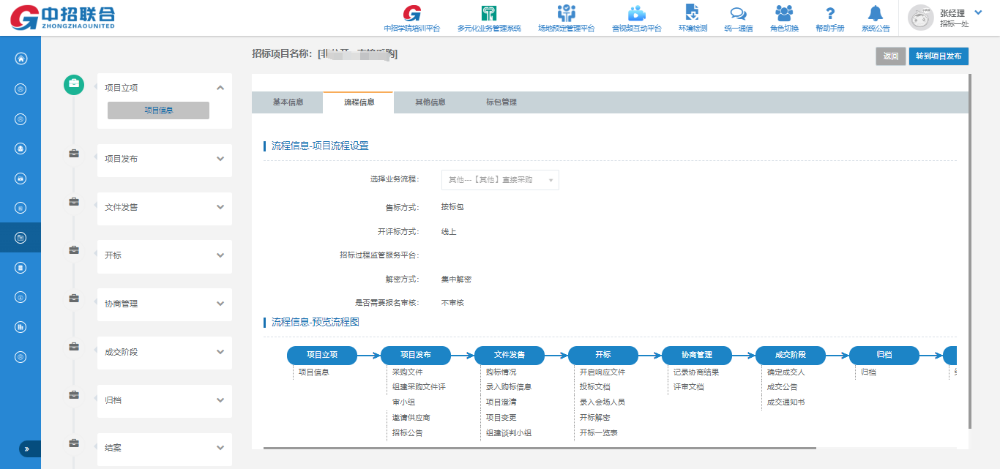 中招联合
ZHONGZHAOUNITED
中招学院培训平台
多元化业务管理系统
场地预定管理平台
音视频互动平台
环境检测
统一通信
角色切换
帮助手册
系统公告
张经理
招标一处
招标项目名称:
返回
转到项目发布
项目立项
项目信息
项目发布
文件发售
开标
协商管理
成交阶段
归档
结案
基本信息
流程信息
其他信息
标包管理
流程信息-项目流程设置
选择业务流程: 其他---【其他】直接采购
售标方式: 按标包
开评标方式: 线上
招标过程监管服务平台:
解密方式: 集中解密
是否需要报名审核: 不审核
流程信息-预览流程图
项目立项
项目信息
项目发布
采购文件
组建采购文件评
审小组
邀请供应商
招标公告
文件发售
购标情况
录入购标信息
项目澄清
项目变更
组建谈判小组
开标
开启响应文件
投标文档
录入会场人员
开标解密
开标一览表
协商管理
记录协商结果
评审文档
成交阶段
确定成交人
成交公告
成交通知书
归档
归档